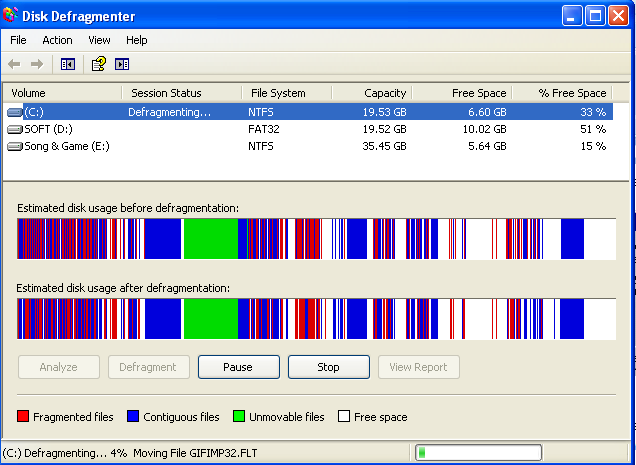 Disk Defragmenter
File Action View Help
Volume Session Status File System Capacity Free Space % Free Space
(C:) Defragmenting... NTFS 19.53 GB 6.60 GB 33 %
SOFT (D:) FAT32 19.52 GB 10.02 GB 51 %
Song & Game (E:) NTFS 35.45 GB 5.64 GB 15 %
Estimated disk usage before defragmentation:
Estimated disk usage after defragmentation:
Analyze Defragment Pause Stop View Report
Fragmented files Contiguous files Unmovable files Free space
(C:) Defragmenting... 4% Moving File GIFIMP32.FLT